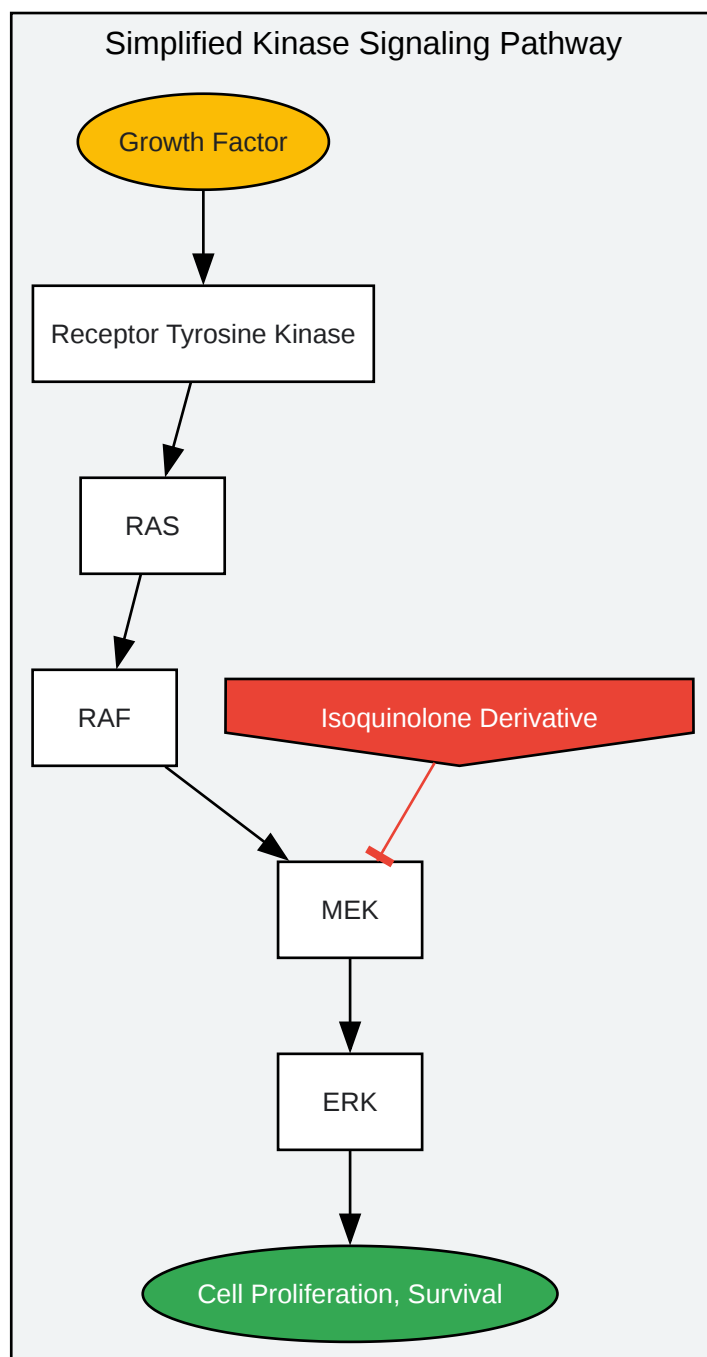 Simplified Kinase Signaling Pathway
Growth Factor
Receptor Tyrosine Kinase
RAS
RAF
Isoquinolone Derivative
MEK
ERK
Cell Proliferation, Survival